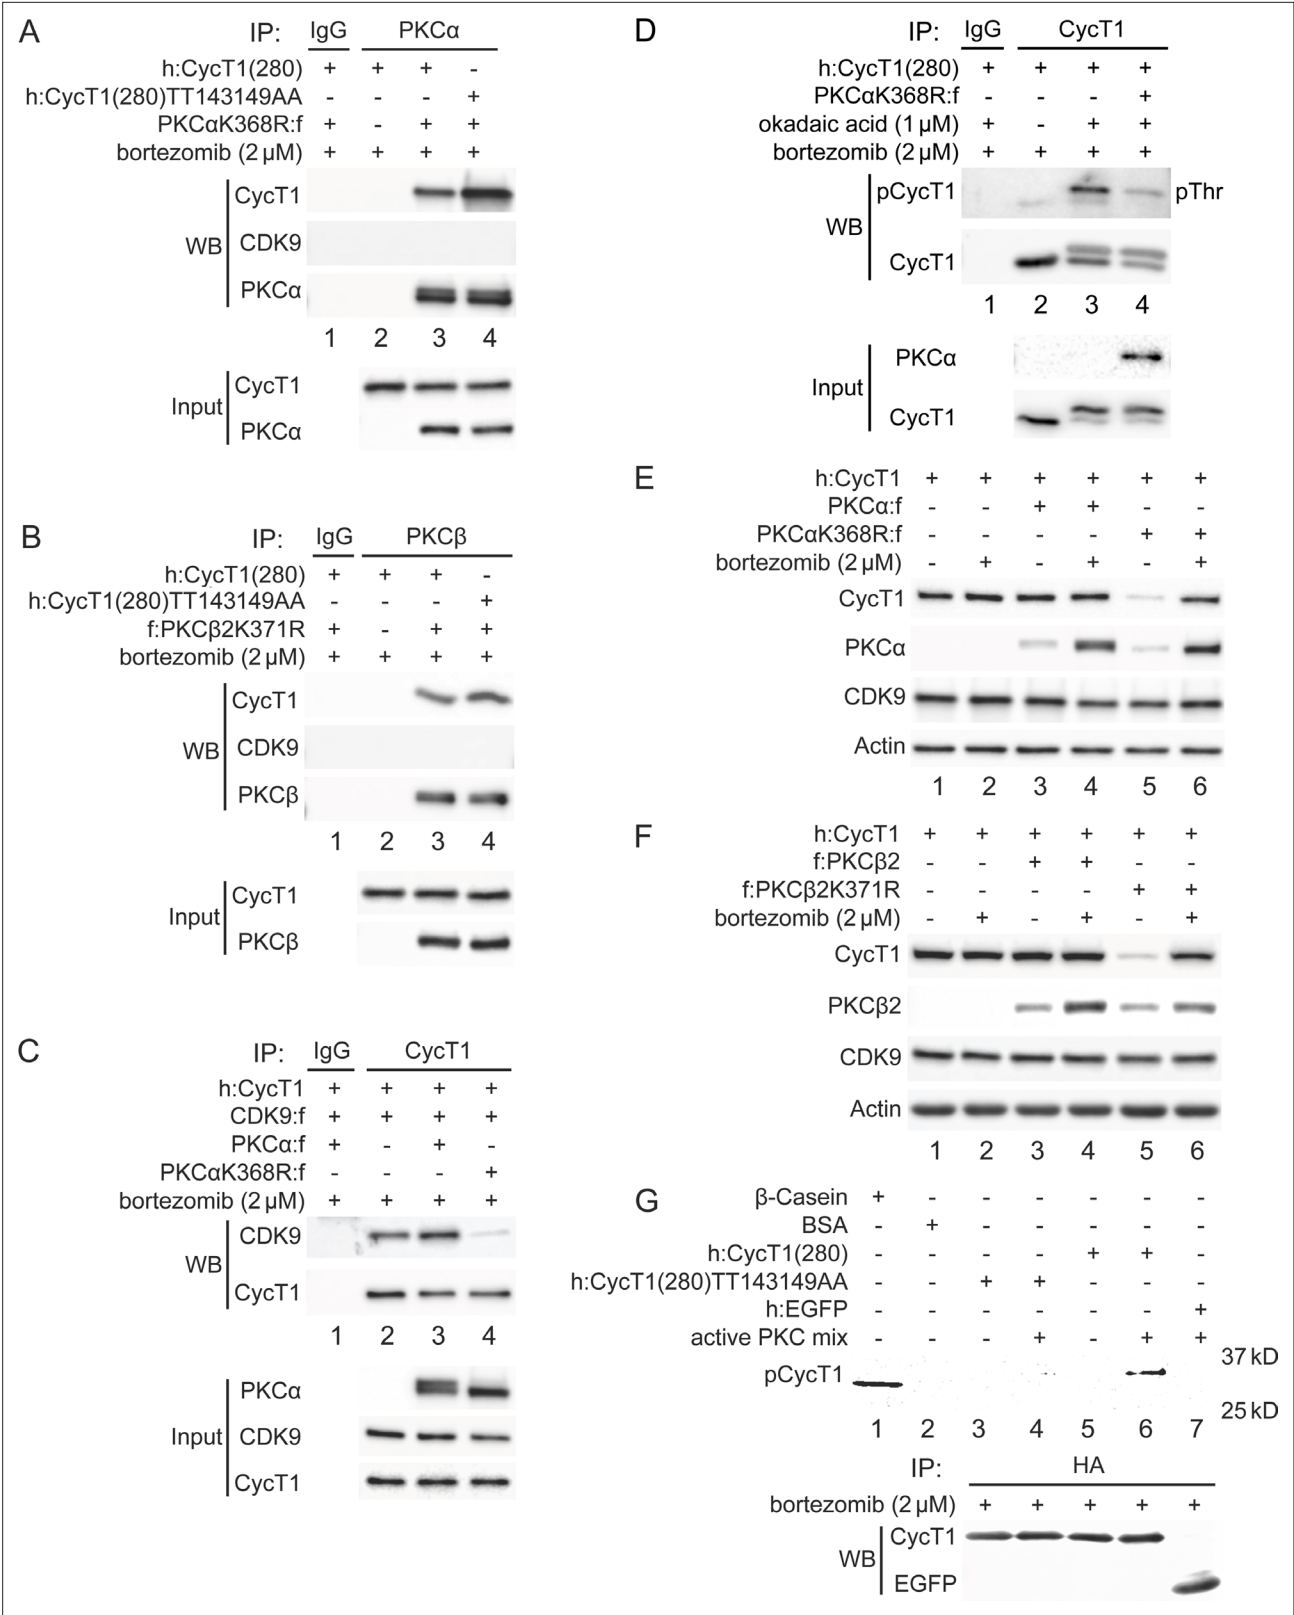 A
IP: IgG PKCα
h:CycT1(280) + + + -
h:CycT1(280)TT143149AA - - - +
PKCαK368R:f + - + +
bortezomib (2 µM) + + + +
WB
CycT1
CDK9
PKCα
1 2 3 4
Input
CycT1
PKCα
B
IP: IgG PKCβ
h:CycT1(280) + + + -
h:CycT1(280)TT143149AA - - - +
f:PKCβ2K371R + - + +
bortezomib (2 µM) + + + +
WB
CycT1
CDK9
PKCβ
1 2 3 4
Input
CycT1
PKCβ
C
IP: IgG CycT1
h:CycT1 + + + +
CDK9:f + + + +
PKCα:f + - + -
PKCαK368R:f - - - +
bortezomib (2 µM) + + + +
WB
CDK9
CycT1
1 2 3 4
Input
PKCα
CDK9
CycT1
D
IP: IgG CycT1
h:CycT1(280) + + + +
PKCαK368R:f - - - +
okadaic acid (1 µM) + - + +
bortezomib (2 µM) + + + +
WB
pCycT1 pThr
CycT1
1 2 3 4
Input
PKCα
CycT1
E
h:CycT1 + + + + + +
PKCα:f - - + + - -
PKCαK368R:f - - - - + +
bortezomib (2 µM) - + - + - +
CycT1
PKCα
CDK9
Actin
1 2 3 4 5 6
F
h:CycT1 + + + + + +
f:PKCβ2 - - + + - -
f:PKCβ2K371R - - - - + +
bortezomib (2 µM) - + - + - +
CycT1
PKCβ2
CDK9
Actin
1 2 3 4 5 6
G
β-Casein + - - - - - -
BSA - + - - - - -
h:CycT1(280) - - - - + + -
h:CycT1(280)TT143149AA - - + + - - -
h:EGFP - - - - - - +
active PKC mix - - - + - + +
37 kD
pCycT1
25 kD
1 2 3 4 5 6 7
IP: HA
bortezomib (2 µM) + + + + +
WB
CycT1
EGFP